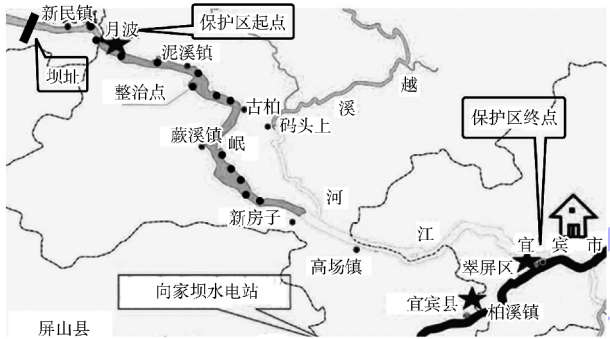 新民镇
月波
保护区起点
坝址
泥溪镇
整治点
古柏
越
溪
河
码头上
保护区终点
蕨溪镇
岷
江
新房子
高场镇
宜宾市
翠屏区
向家坝水电站
宜宾县
柏溪镇
屏山县